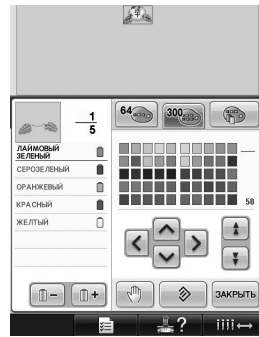 64
300
1
5
ЛАЙМОВЫЙ
ЗЕЛЕНЫЙ
СЕРОЗЕЛЕНЫЙ
ОРАНЖЕВЫЙ
КРАСНЫЙ
ЖЕЛТЫЙ
50
− +
ЗАКРЫТЬ
?